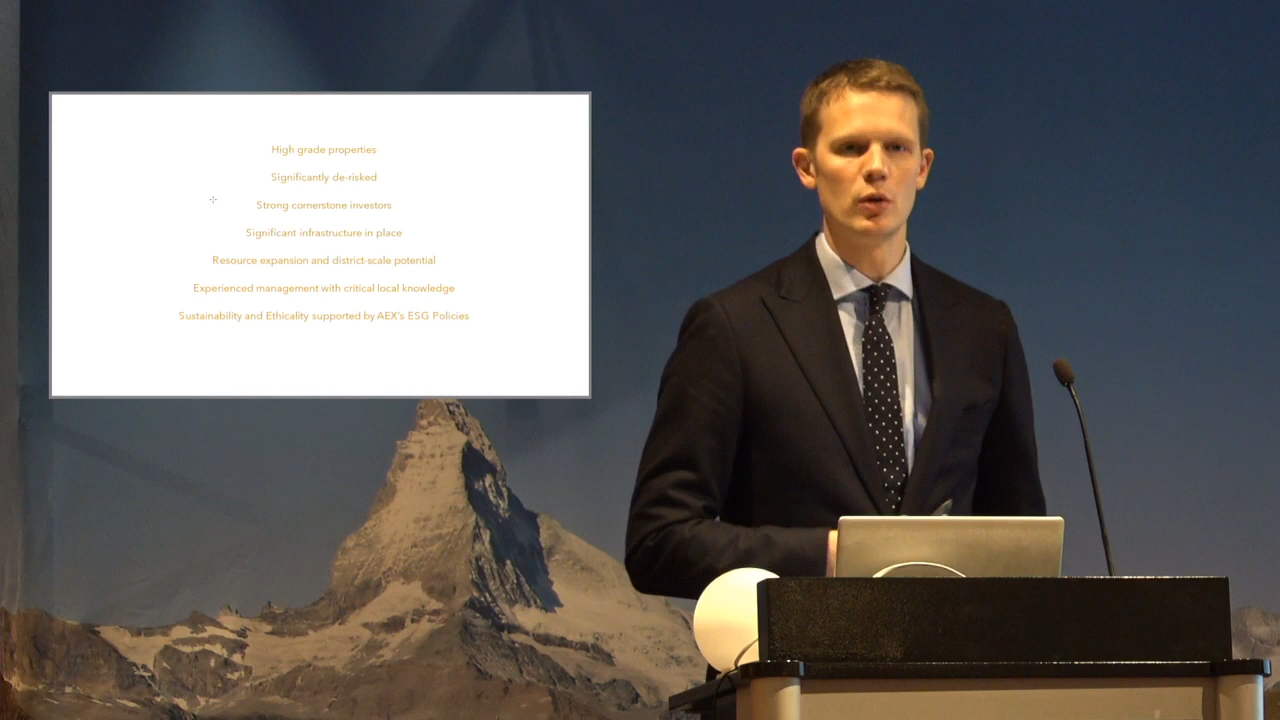 High grade properties
Significantly de-risked
Strong cornerstone investors
Significant infrastructure in place
Resource expansion and district-scale potential
Experienced management with critical local knowledge
Sustainability and Ethicality supported by AEX's ESG Policies